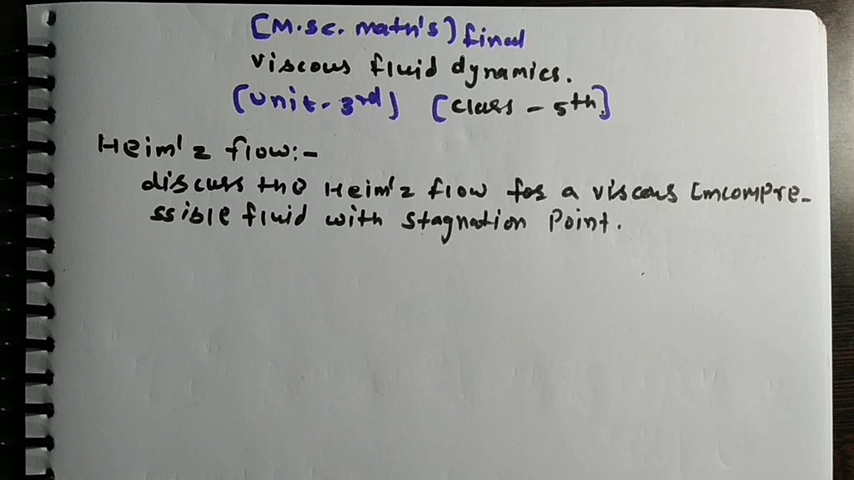 [M.sc. math's) final
viscous fluid dynamics.
[unit-3rd) [class - 5th]
Heim'z flow:-
discuss the Heim'z flow for a viscous incompre-
ssible fluid with stagnation Point.